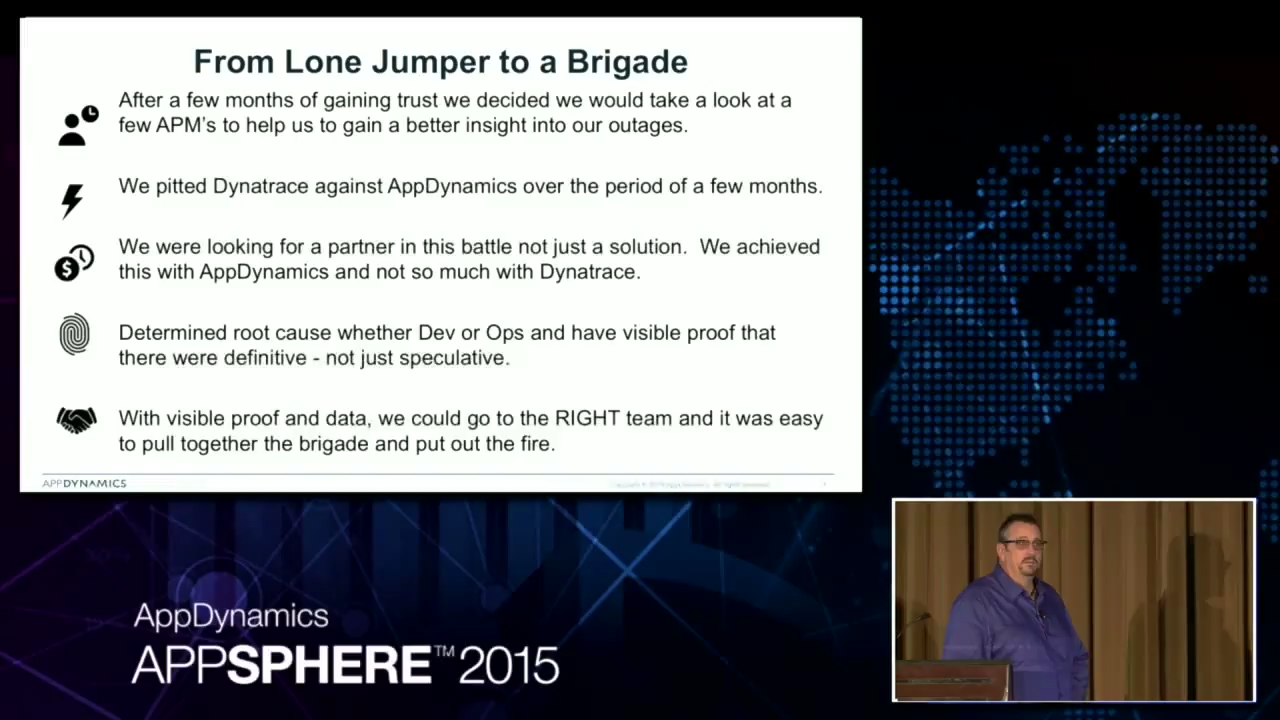 From Lone Jumper to a Brigade
After a few months of gaining trust we decided we would take a look at a
few APM's to help us to gain a better insight into our outages.
We pitted Dynatrace against AppDynamics over the period of a few months.
We were looking for a partner in this battle not just a solution. We achieved
this with AppDynamics and not so much with Dynatrace.
Determined root cause whether Dev or Ops and have visible proof that
there were definitive - not just speculative.
With visible proof and data, we could go to the RIGHT team and it was easy
to pull together the brigade and put out the fire.
APPDYNAMICS
AppDynamics
APPSPHERE™ 2015